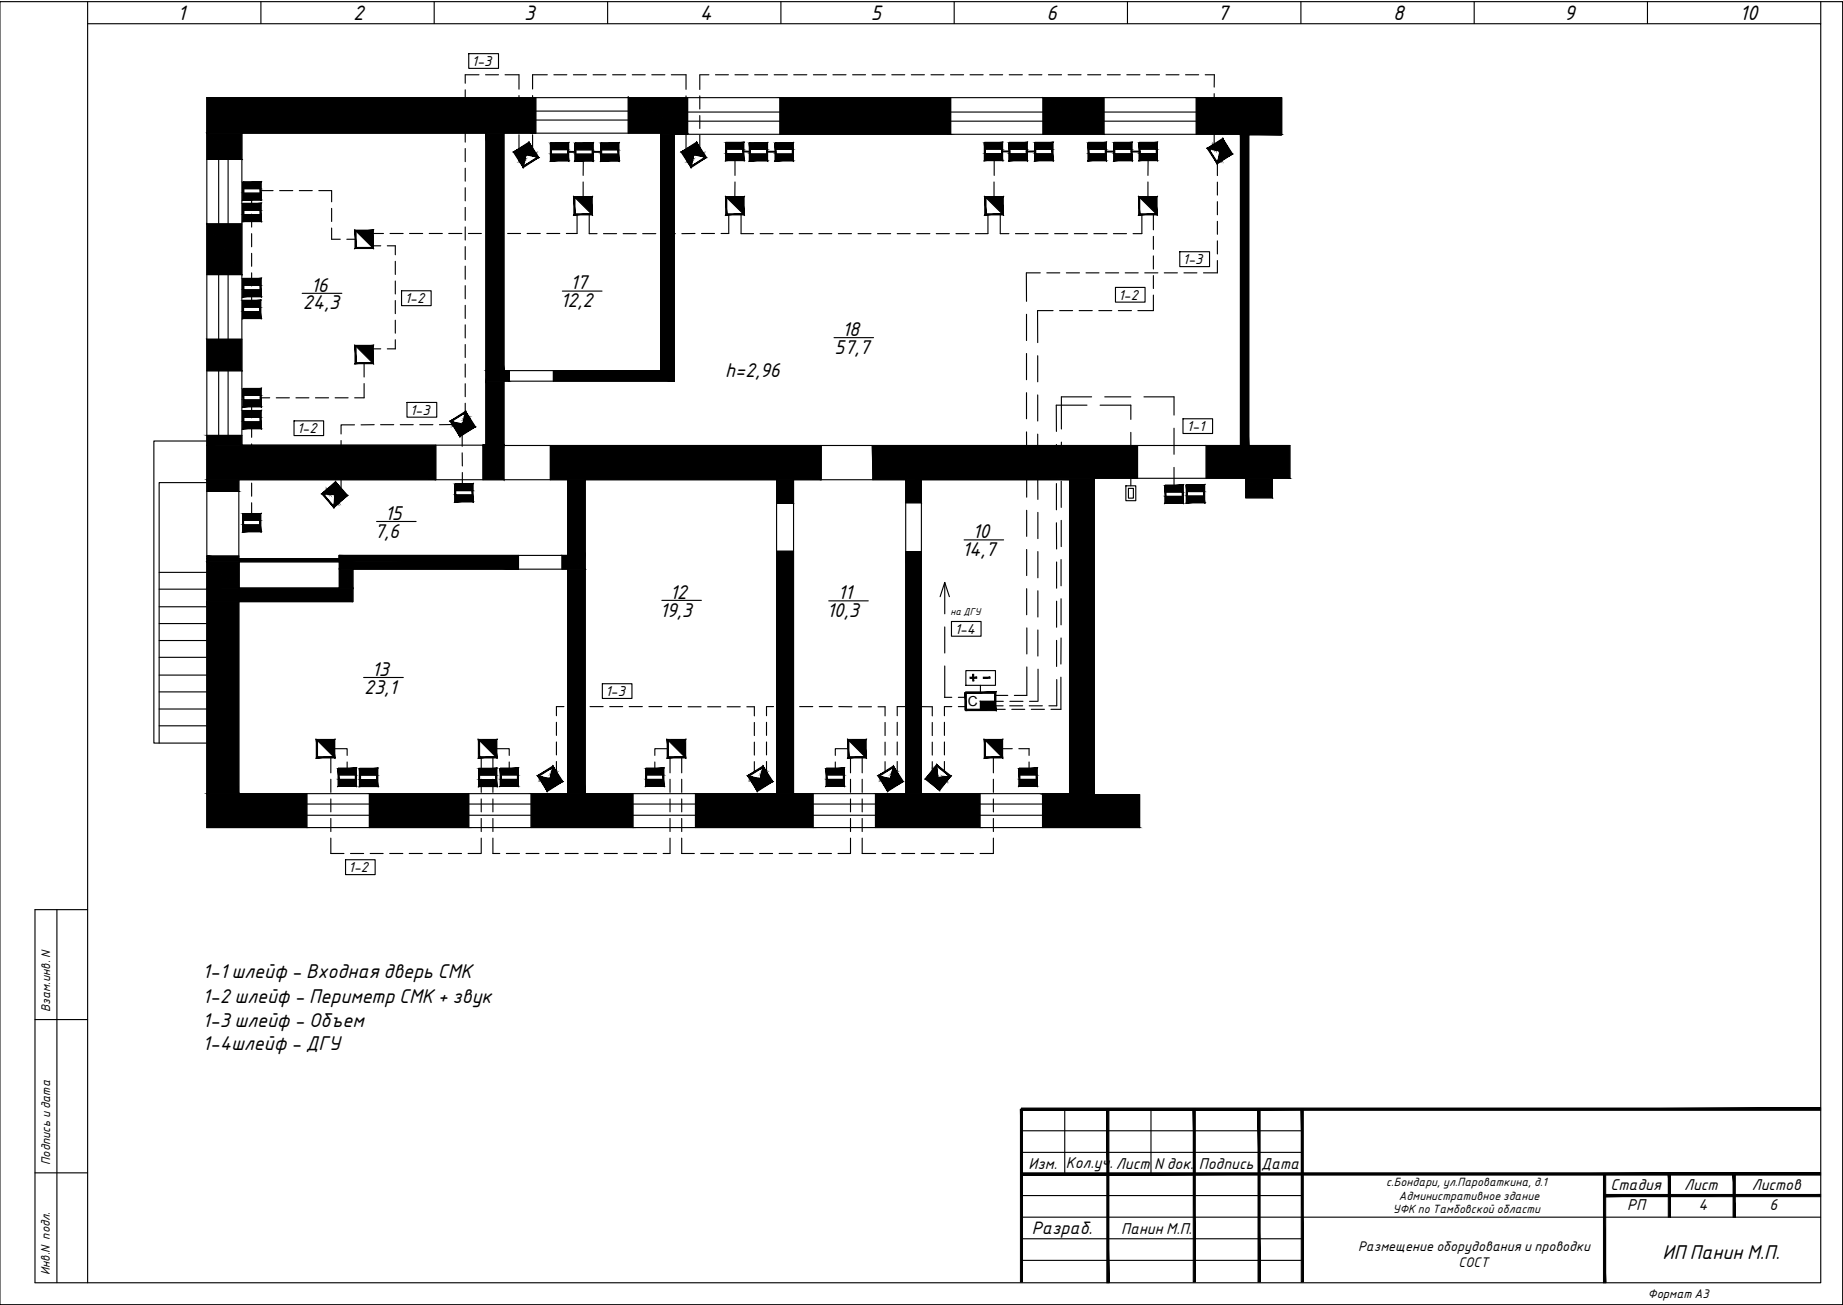 1 2 3 4 5 6 7 8 9 10
1-3
1-3
16
24,3
17
12,2
1-2
1-2
18
57,7
h=2,96
1-3
1-2
1-1
15
7,6
10
14,7
12
19,3
11
10,3
на ДГУ
1-4
13
23,1
1-3
+ -
С
1-2
1-1 шлейф - Входная дверь СМК
1-2 шлейф - Периметр СМК + звук
1-3 шлейф - Объем
1-4шлейф - ДГУ
Взам.инв. N
Подпись и дата
Инв.N подл.
Изм. Кол.уч. Лист N док. Подпись Дата
с.Бондари, ул.Пароваткина, д.1
Административное здание
УФК по Тамбовской области
Стадия Лист Листов
РП 4 6
Разраб. Панин М.П.
Размещение оборудования и проводки
СОСТ
ИП Панин М.П.
Формат А3